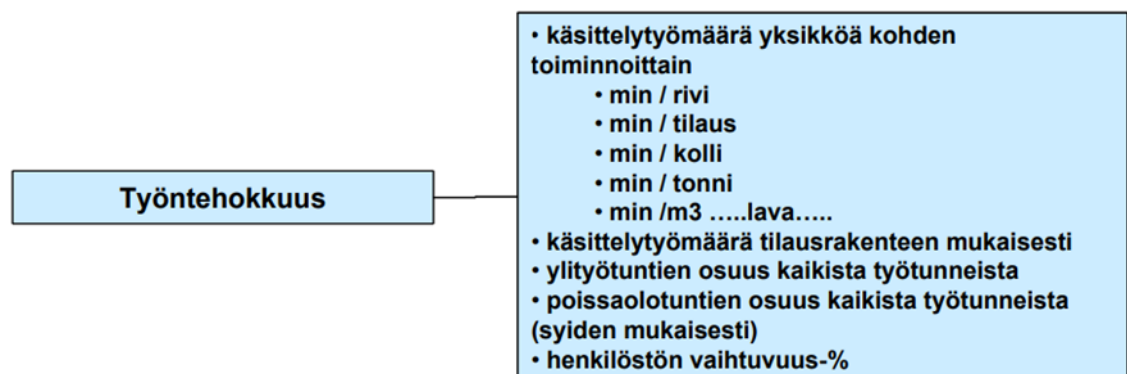 Työntehokkuus
• käsittelytyömäärä yksikköä kohden
toiminnoittain
• min / rivi
• min / tilaus
• min / kolli
• min / tonni
• min /m3 …..lava…..
• käsittelytyömäärä tilausrakenteen mukaisesti
• ylityötuntien osuus kaikista työtunneista
• poissaolotuntien osuus kaikista työtunneista
(syiden mukaisesti)
• henkilöstön vaihtuvuus-%